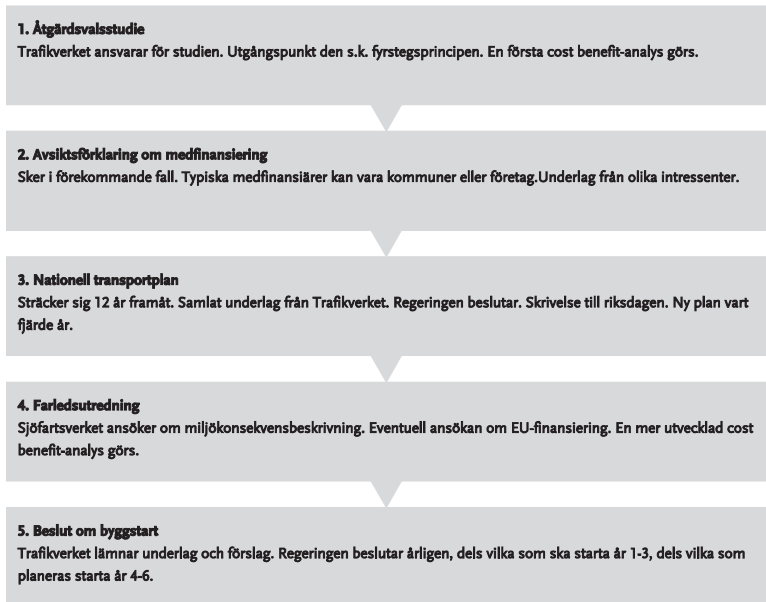 1. Åtgärdsvalsstudie
Trafikverket ansvarar för studien. Utgångspunkt den s.k. fyrstegsprincipen. En första cost benefit-analys görs.
2. Avsiktsförklaring om medfinansiering
Sker i förekommande fall. Typiska medfinansiärer kan vara kommuner eller företag.Underlag från olika intressenter.
3. Nationell transportplan
Sträcker sig 12 år framåt. Samlat underlag från Trafikverket. Regeringen beslutar. Skrivelse till riksdagen. Ny plan vart
fjärde år.
4. Farledsutredning
Sjöfartsverket ansöker om miljökonsekvensbeskrivning. Eventuell ansökan om EU-finansiering. En mer utvecklad cost
benefit-analys görs.
5. Beslut om byggstart
Trafikverket lämnar underlag och förslag. Regeringen beslutar årligen, dels vilka som ska starta år 1-3, dels vilka som
planeras starta år 4-6.